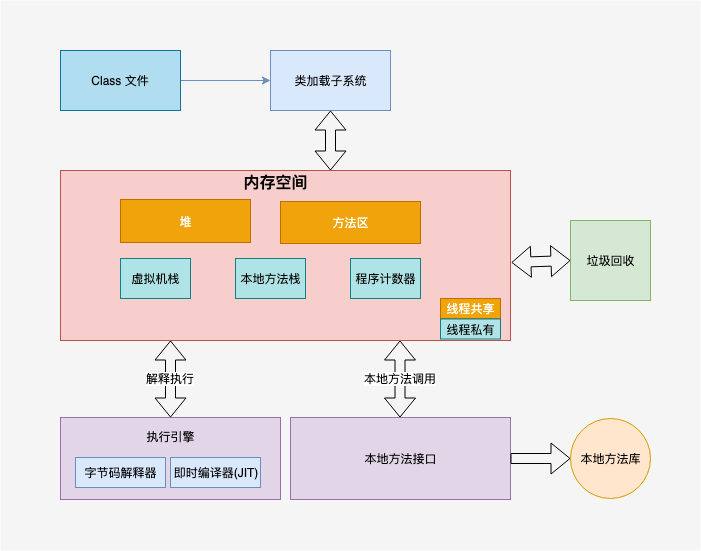 Class 文件
类加载子系统
内存空间
堆
方法区
虚拟机栈
本地方法栈
程序计数器
垃圾回收
线程共享
线程私有
解释执行
本地方法调用
执行引擎
字节码解释器
即时编译器(JIT)
本地方法接口
本地方法库